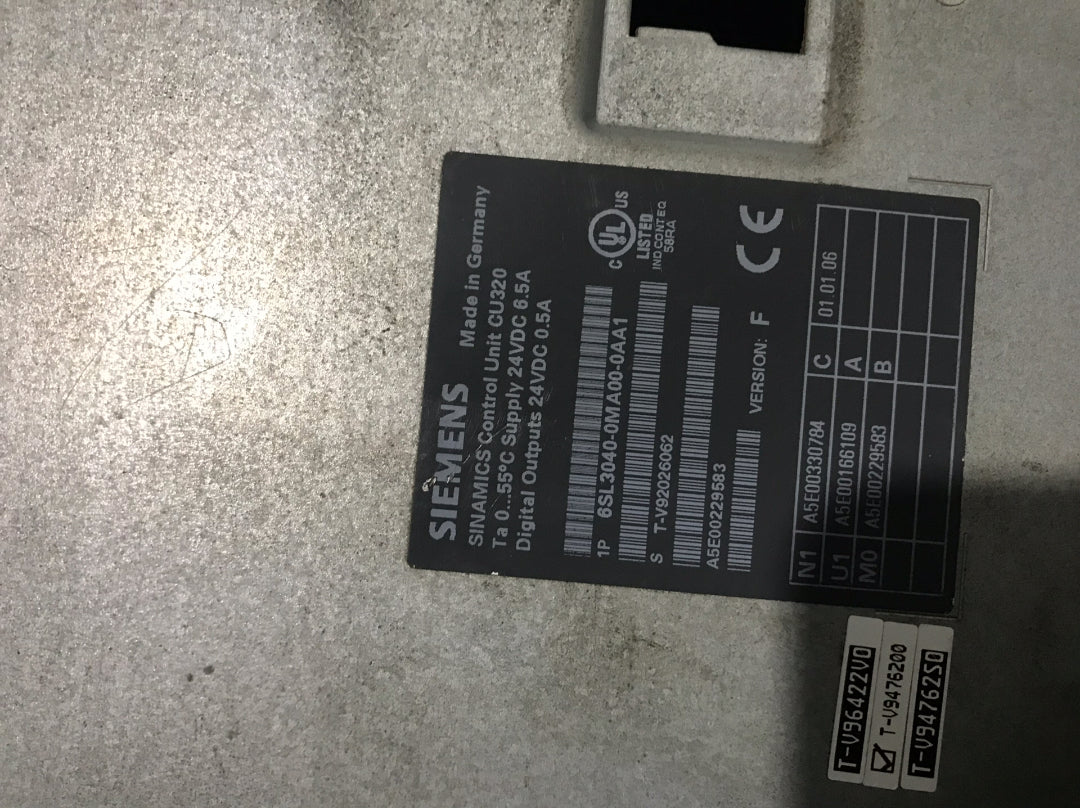 SIEMENS
Made in Germany
SINAMICS Control Unit CU320
Ta 0...55°C Supply 24VDC 6.5A
Digital Outputs 24VDC 0.5A
1P 6SL3040-0MA00-0AA1
C UL US
LISTED
IND.CONT.EQ
58RA
S T-V92026062
A5E00229583
VERSION: F
CE
N1 A5E00330784 C 01.01.06
U1 A5E00166109 A
M0 A5E00229583 B
T-V96422V0
T-V9476200
T-V94762S0